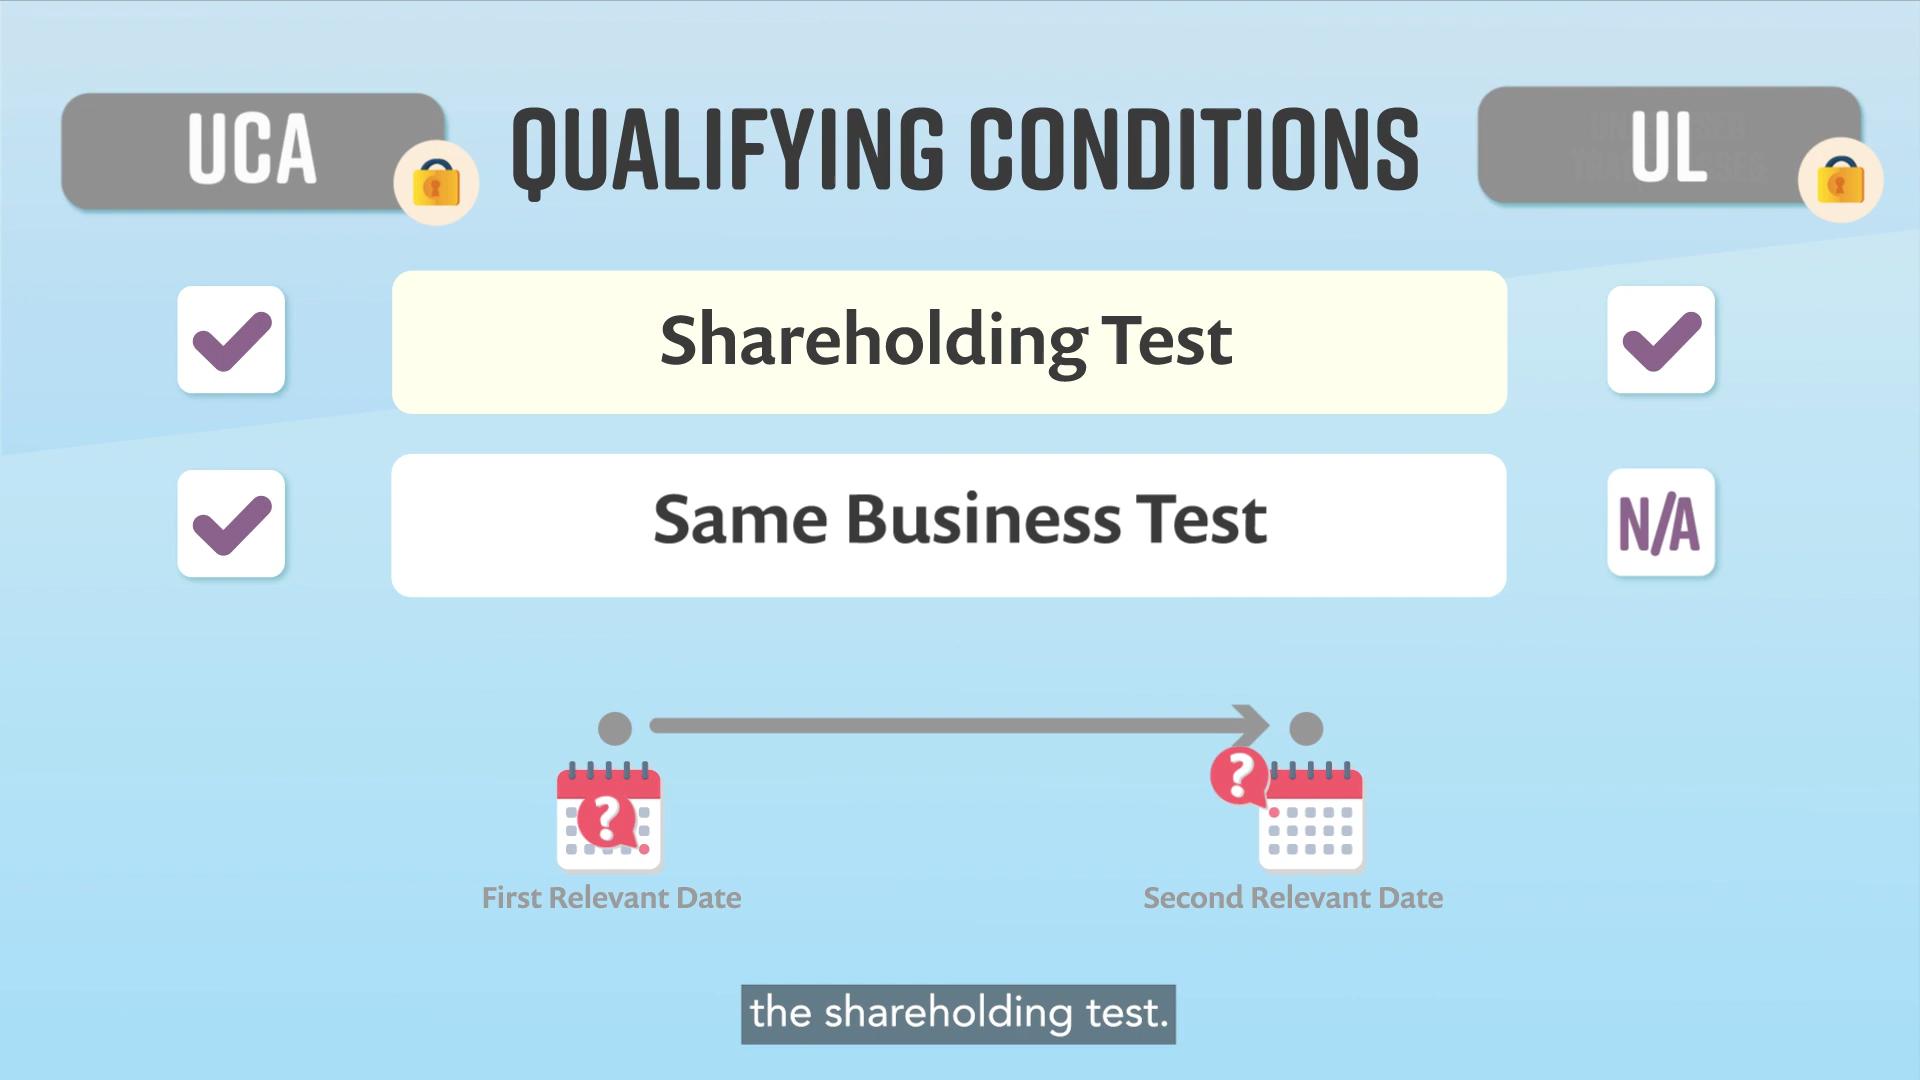 UCA
QUALIFYING CONDITIONS
UL
Shareholding Test
Same Business Test
N/A
?
?
First Relevant Date
Second Relevant Date
the shareholding test.